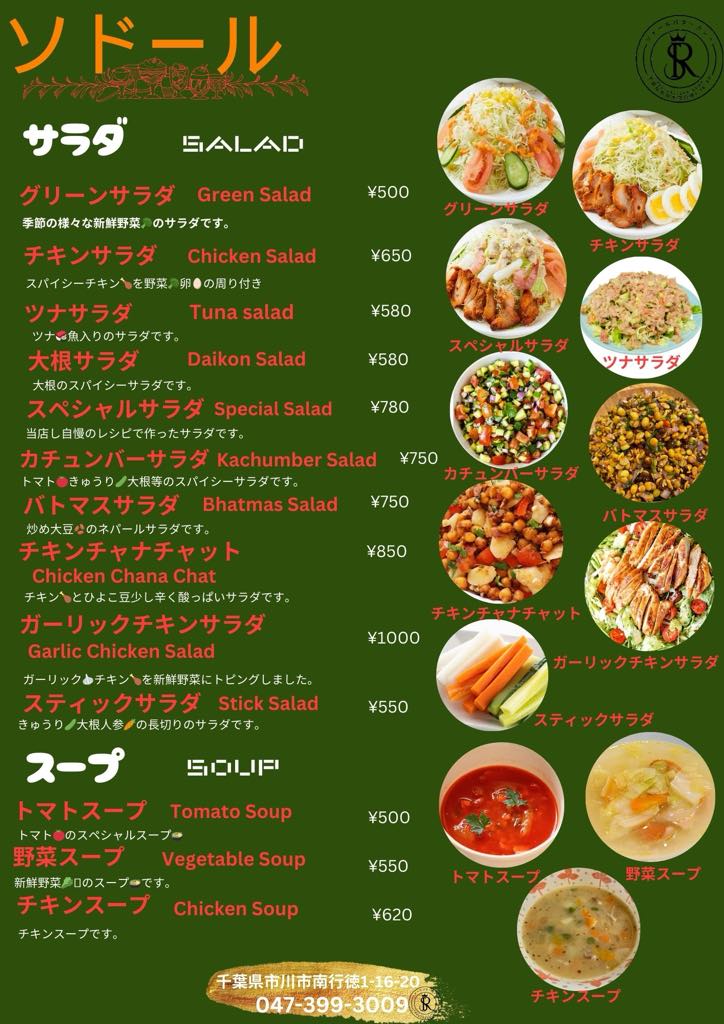 ソドール
SR
サラダ SALAD
グリーンサラダ Green Salad ¥500
季節の様々な新鮮野菜🥦のサラダです。
チキンサラダ Chicken Salad ¥650
スパイシーチキン🍗を野菜🥦卵🥚の周り付き
ツナサラダ Tuna salad ¥580
ツナ🍣魚入りのサラダです。
大根サラダ Daikon Salad ¥580
大根のスパイシーサラダです。
スペシャルサラダ Special Salad ¥780
当店し自慢のレシピで作ったサラダです。
カチュンバーサラダ Kachumber Salad ¥750
トマト🍅きゅうり🥒大根等のスパイシーサラダです。
バトマスサラダ Bhatmas Salad ¥750
炒め大豆🫘のネパールサラダです。
チキンチャナチャット ¥850
Chicken Chana Chat
チキン🍗とひよこ豆少し辛く酸っぱいサラダです。
ガーリックチキンサラダ
Garlic Chicken Salad ¥1000
ガーリック🧄チキン🍗を新鮮野菜にトピングしました。
スティックサラダ Stick Salad ¥550
きゅうり🥒大根人参🥕の長切りのサラダです。
スープ SOUP
トマトスープ Tomato Soup ¥500
トマト🍅のスペシャルスープ🍲
野菜スープ Vegetable Soup ¥550
新鮮野菜🥬のスープ🍲です。
チキンスープ Chicken Soup ¥620
チキンスープです。
グリーンサラダ
チキンサラダ
スペシャルサラダ
ツナサラダ
カチュンバーサラダ
バトマスサラダ
チキンチャナチャット
ガーリックチキンサラダ
スティックサラダ
トマトスープ
野菜スープ
チキンスープ
千葉県市川市南行徳1-16-20
047-399-3009 SR